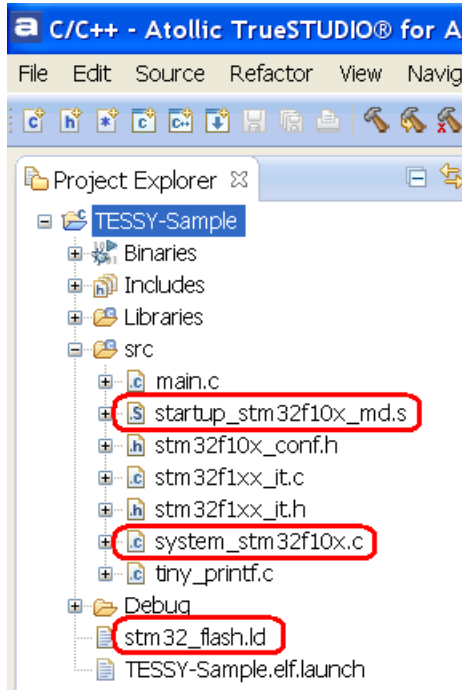 C/C++ - Atollic TrueSTUDIO® for A
File Edit Source Refactor View Navig
Project Explorer
TESSY-Sample
Binaries
Includes
Libraries
src
main.c
startup_stm32f10x_md.s
stm32f10x_conf.h
stm32f1xx_it.c
stm32f1xx_it.h
system_stm32f10x.c
tiny_printf.c
Debug
stm32_flash.ld
TESSY-Sample.elf.launch